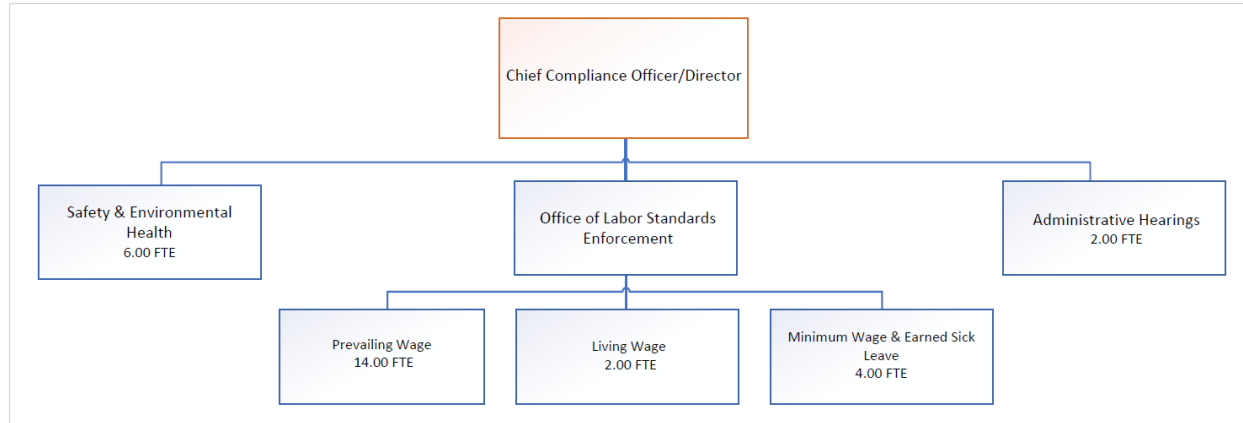 Chief Compliance Officer/Director
Safety & Environmental
Health
6.00 FTE
Office of Labor Standards
Enforcement
Administrative Hearings
2.00 FTE
Prevailing Wage
14.00 FTE
Living Wage
2.00 FTE
Minimum Wage & Earned Sick
Leave
4.00 FTE